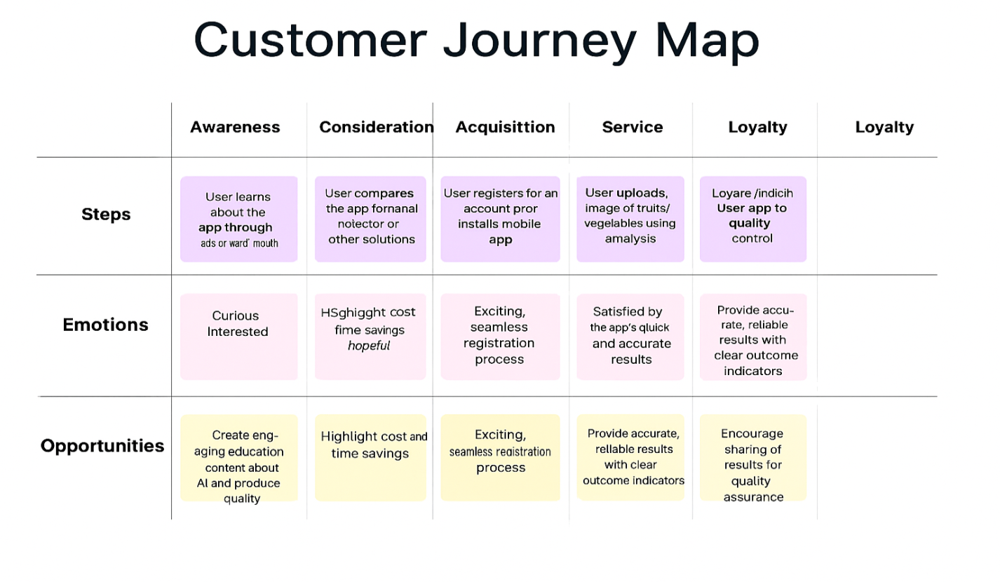 Customer Journey Map
Awareness
Consideration
Acquisittion
Service
Loyalty
Loyalty
Steps
User learns
about the
app through
ads or ward' mouth
User compares
the app fornanal
notector or
other solutions
User registers for an
account pror
installs mobile
app
User uploads,
image of truits/
vegelables using
amalysis
Loyare /indicih
User app to
quality
control
Emotions
Curious
Interested
HSghigght cost
fime savings
hopeful
Exciting,
seamless
registration
process
Satisfied by
the app's qluick
and accurate
results
Provide accu-
rate, reliable
results with
clear outcome
indicators
Opportunities
Create eng-
aging education
content about
AI and produce
quality
Highlight cost and
time savings
Exciting,
seamless registration
process
Provide accurate,
rellable results
with clear
outcome indicators
Encourage
sharing of
results for
quality
assurance